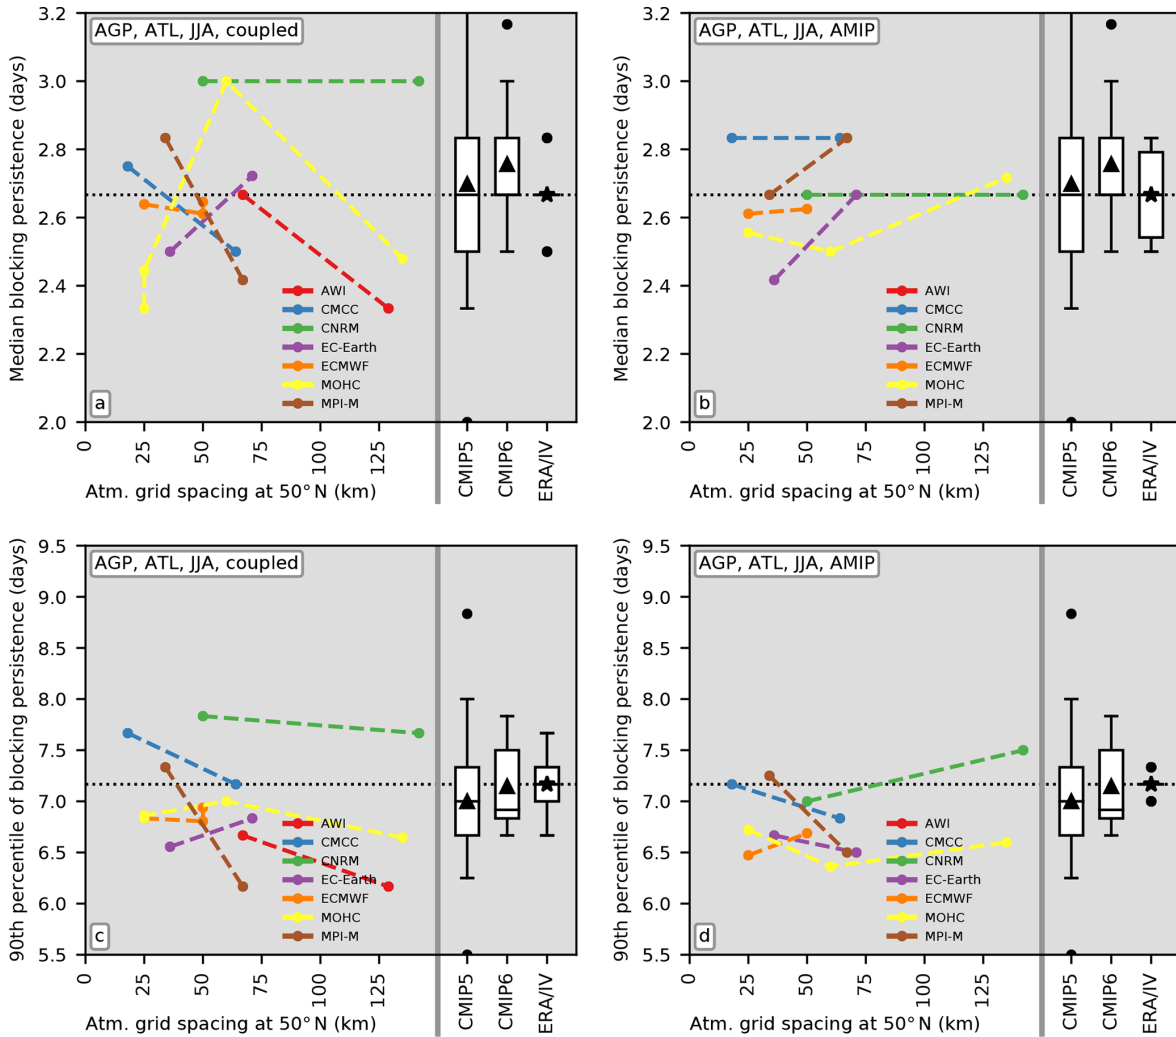 AGP, ATL, JJA, coupled
Median blocking persistence (days)
3.2
3.0
2.8
2.6
2.4
2.2
2.0
AWI
CMCC
CNRM
EC-Earth
ECMWF
MOHC
MPI-M
a
0
25
50
75
100
125
CMIP5
CMIP6
ERA/IV
Atm. grid spacing at 50°N (km)
AGP, ATL, JJA, AMIP
Median blocking persistence (days)
3.2
3.0
2.8
2.6
2.4
2.2
2.0
AWI
CMCC
CNRM
EC-Earth
ECMWF
MOHC
MPI-M
b
0
25
50
75
100
125
CMIP5
CMIP6
ERA/IV
Atm. grid spacing at 50°N (km)
AGP, ATL, JJA, coupled
90th percentile of blocking persistence (days)
9.5
9.0
8.5
8.0
7.5
7.0
6.5
6.0
5.5
AWI
CMCC
CNRM
EC-Earth
ECMWF
MOHC
MPI-M
c
0
25
50
75
100
125
CMIP5
CMIP6
ERA/IV
Atm. grid spacing at 50°N (km)
AGP, ATL, JJA, AMIP
90th percentile of blocking persistence (days)
9.5
9.0
8.5
8.0
7.5
7.0
6.5
6.0
5.5
AWI
CMCC
CNRM
EC-Earth
ECMWF
MOHC
MPI-M
d
0
25
50
75
100
125
CMIP5
CMIP6
ERA/IV
Atm. grid spacing at 50°N (km)